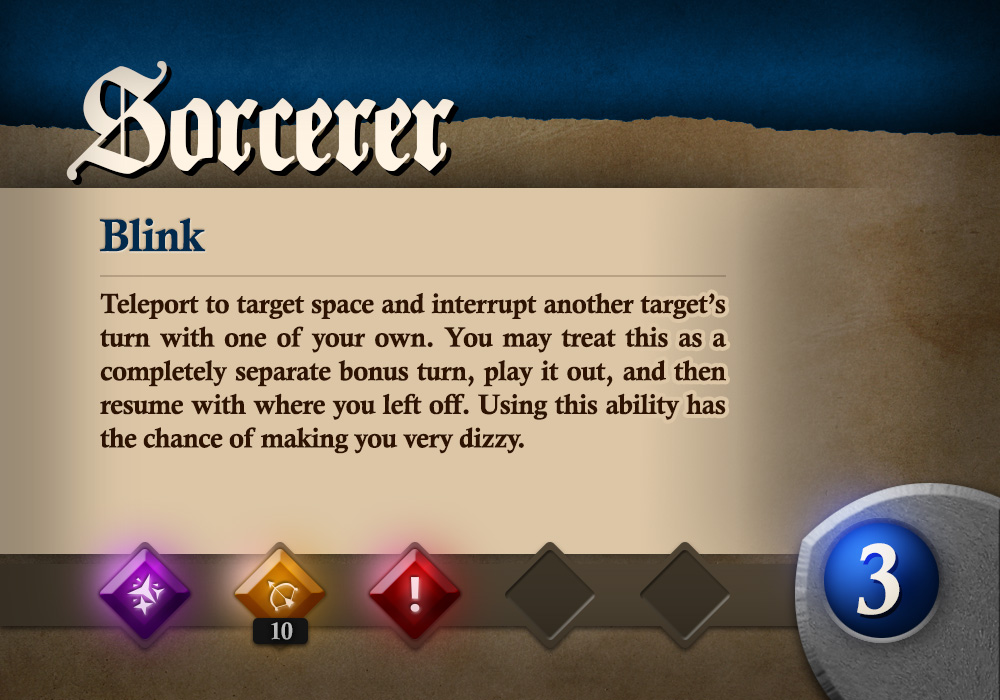 Sorcerer
Blink
Teleport to target space and interrupt another target’s
turn with one of your own. You may treat this as a
completely separate bonus turn, play it out, and then
resume with where you left off. Using this ability has
the chance of making you very dizzy.
!
10
3